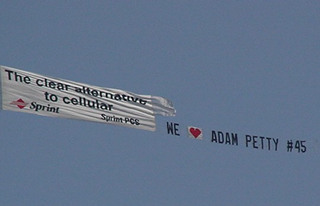 The clear alternative
to cellular
Sprint
Sprint PCS
WE ❤ ADAM PETTY #45